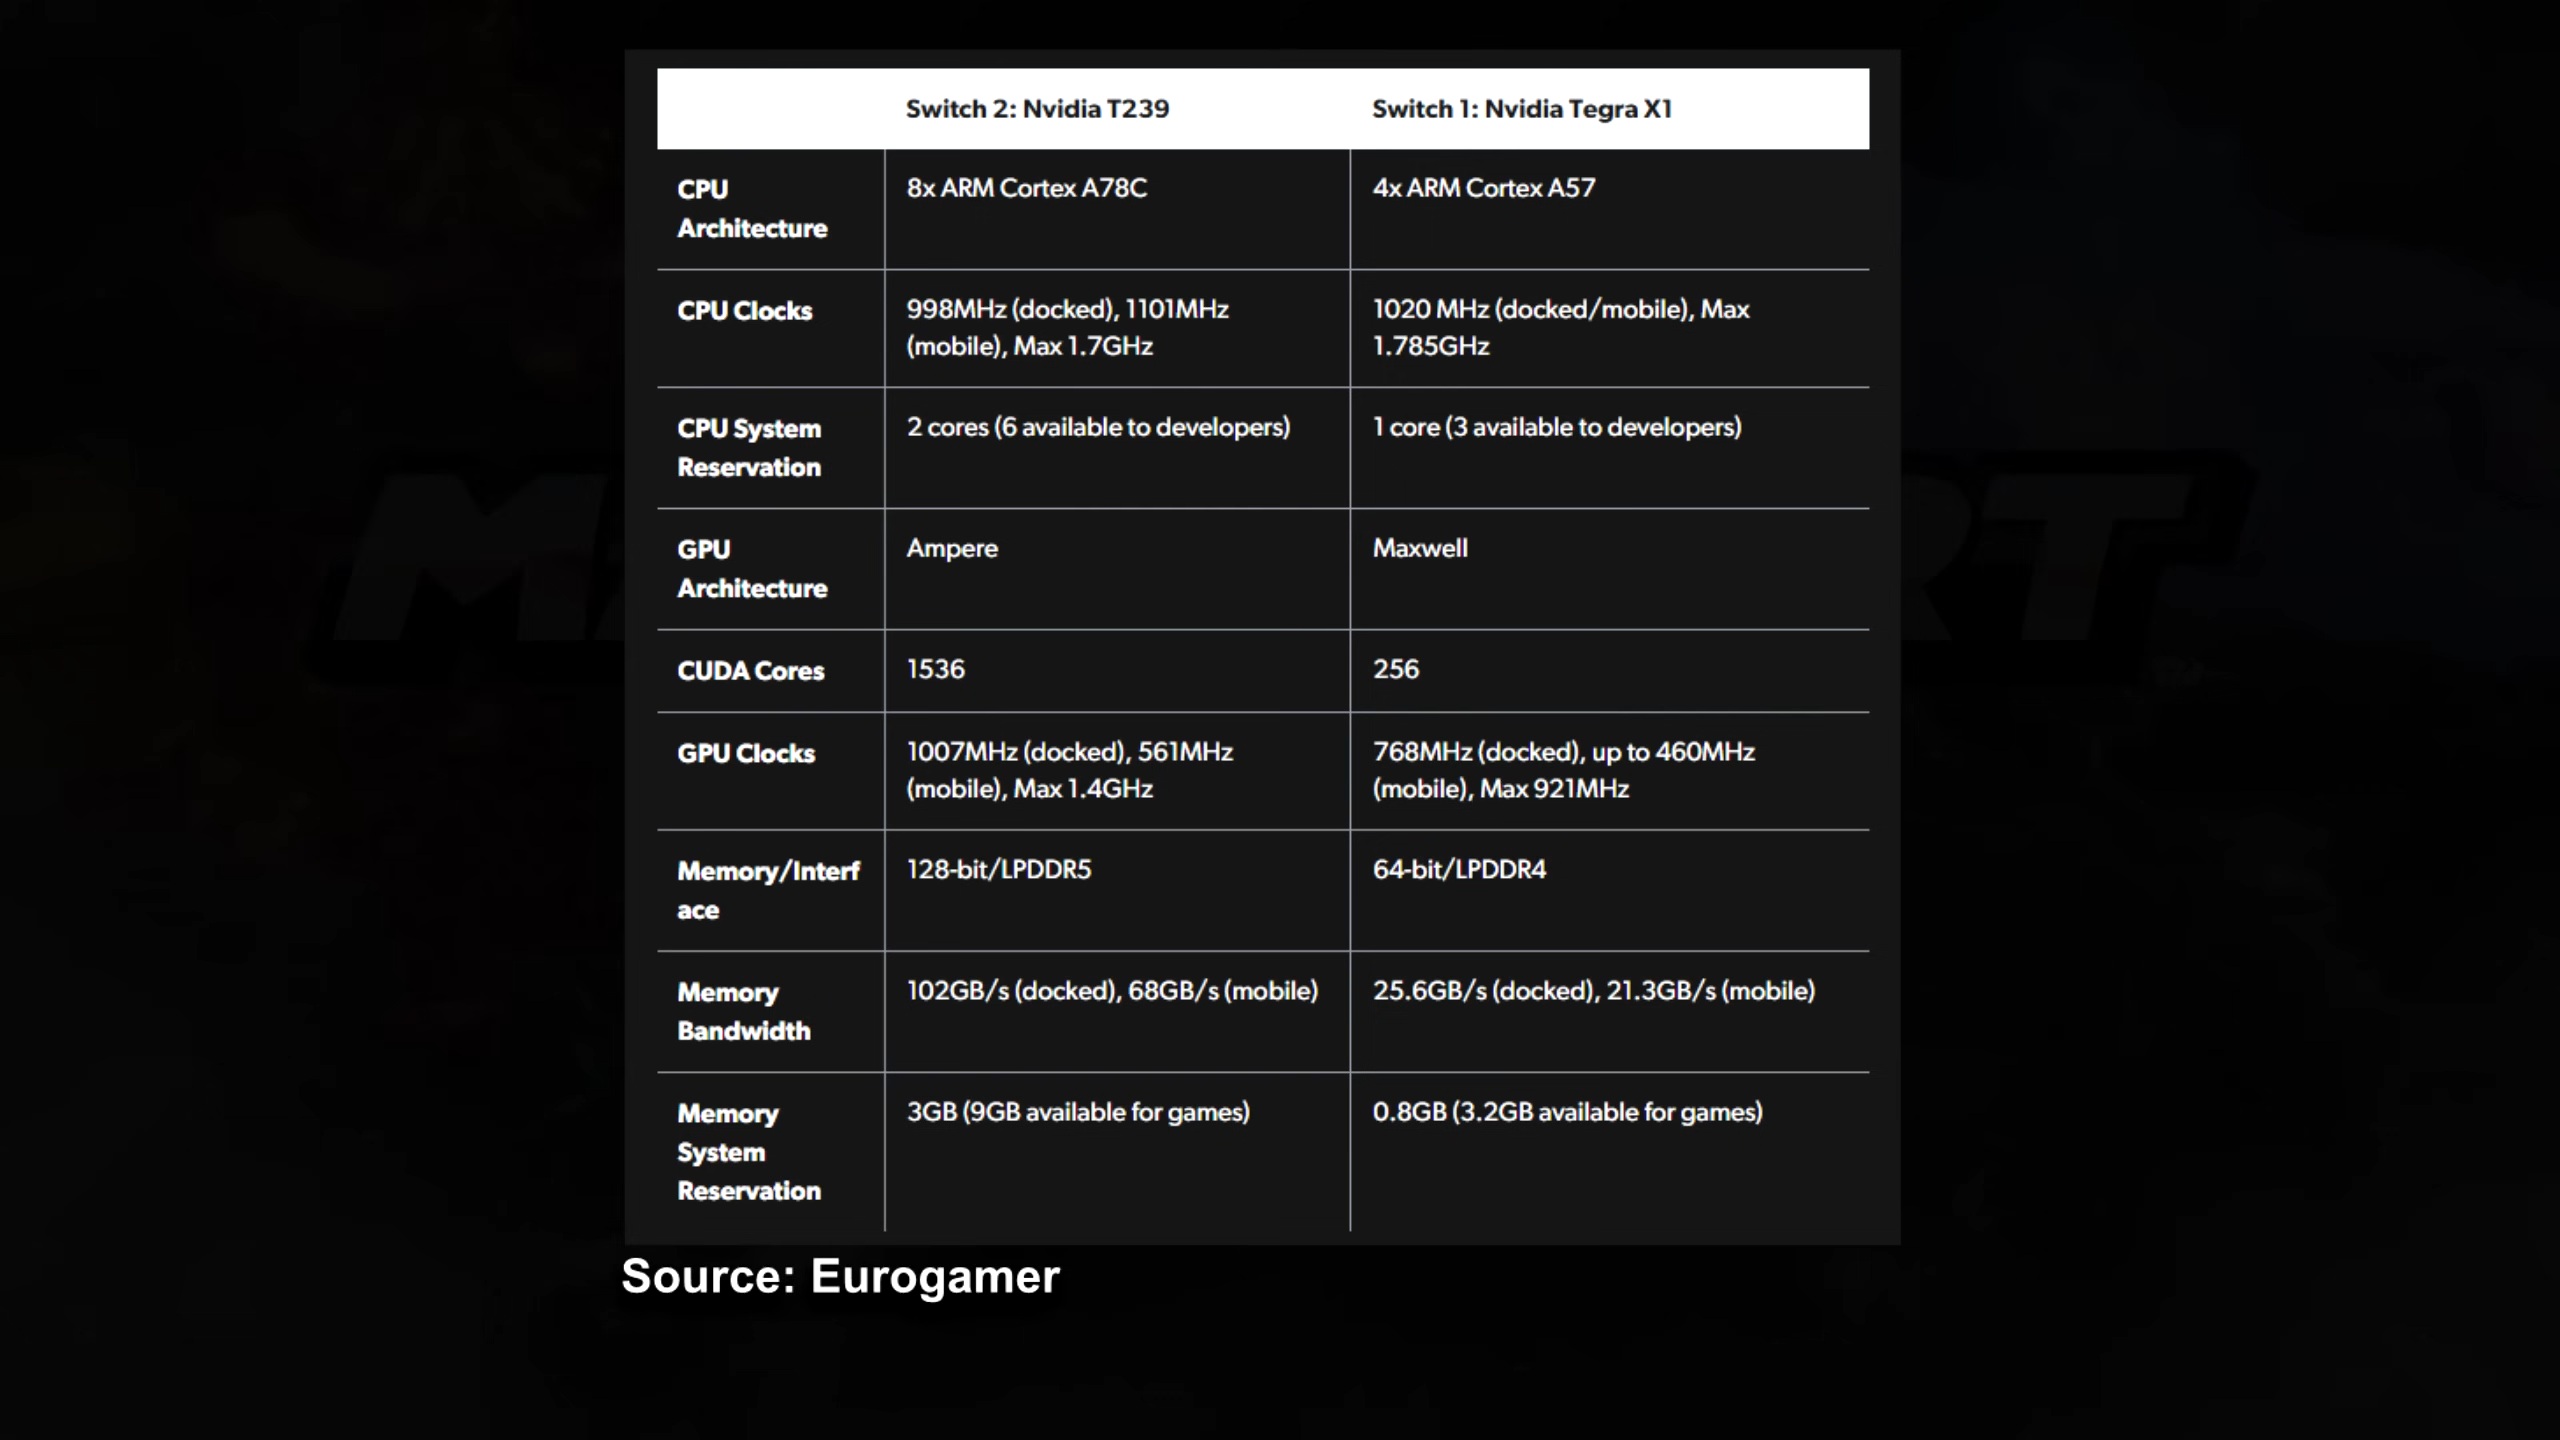 Switch 2: Nvidia T239
Switch 1: Nvidia Tegra X1
CPU
Architecture
8x ARM Cortex A78C
4x ARM Cortex A57
CPU Clocks
998MHz (docked), 1101MHz
(mobile), Max 1.7GHz
1020 MHz (docked/mobile), Max
1.785GHz
CPU System
Reservation
2 cores (6 available to developers)
1 core (3 available to developers)
GPU
Architecture
Ampere
Maxwell
CUDA Cores
1536
256
GPU Clocks
1007MHz (docked), 561MHz
(mobile), Max 1.4GHz
768MHz (docked), up to 460MHz
(mobile), Max 921MHz
Memory/Interf
ace
128-bit/LPDDR5
64-bit/LPDDR4
Memory
Bandwidth
102GB/s (docked), 68GB/s (mobile)
25.6GB/s (docked), 21.3GB/s (mobile)
Memory
System
Reservation
3GB (9GB available for games)
0.8GB (3.2GB available for games)
Source: Eurogamer